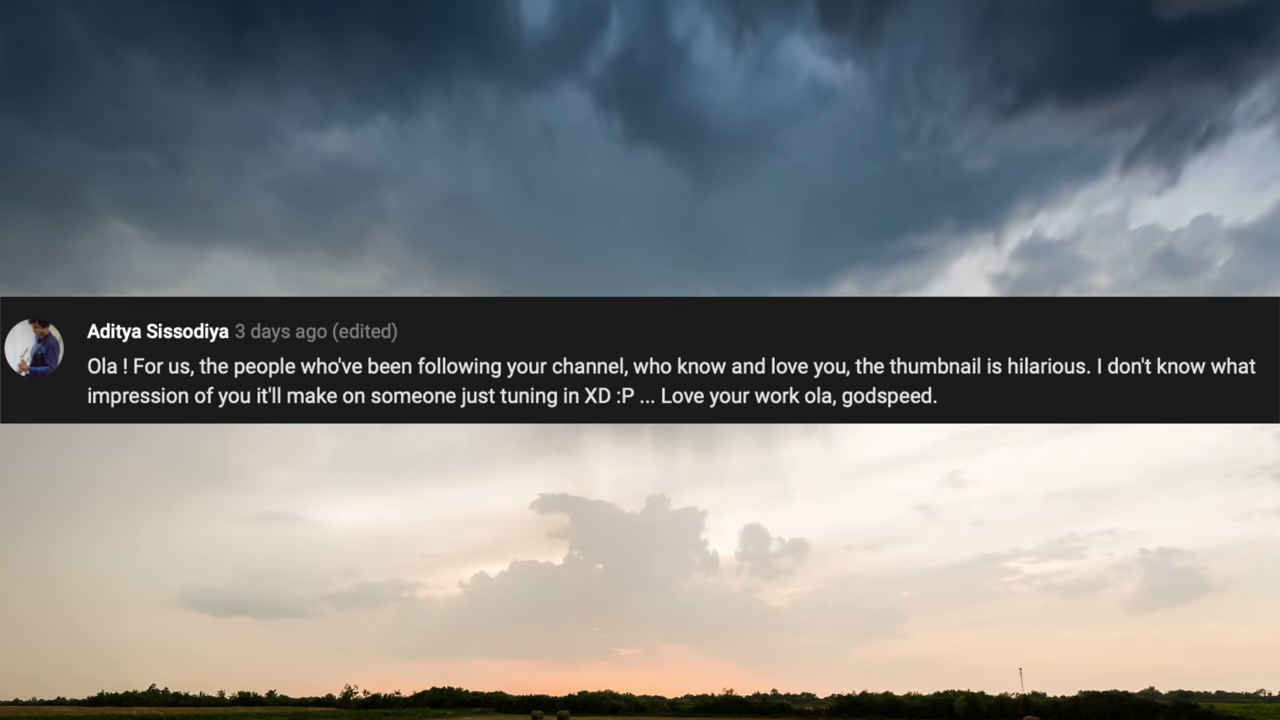 Aditya Sissodiya 3 days ago (edited)
Ola ! For us, the people who've been following your channel, who know and love you, the thumbnail is hilarious. I don't know what
impression of you it'll make on someone just tuning in XD :P ... Love your work ola, godspeed.